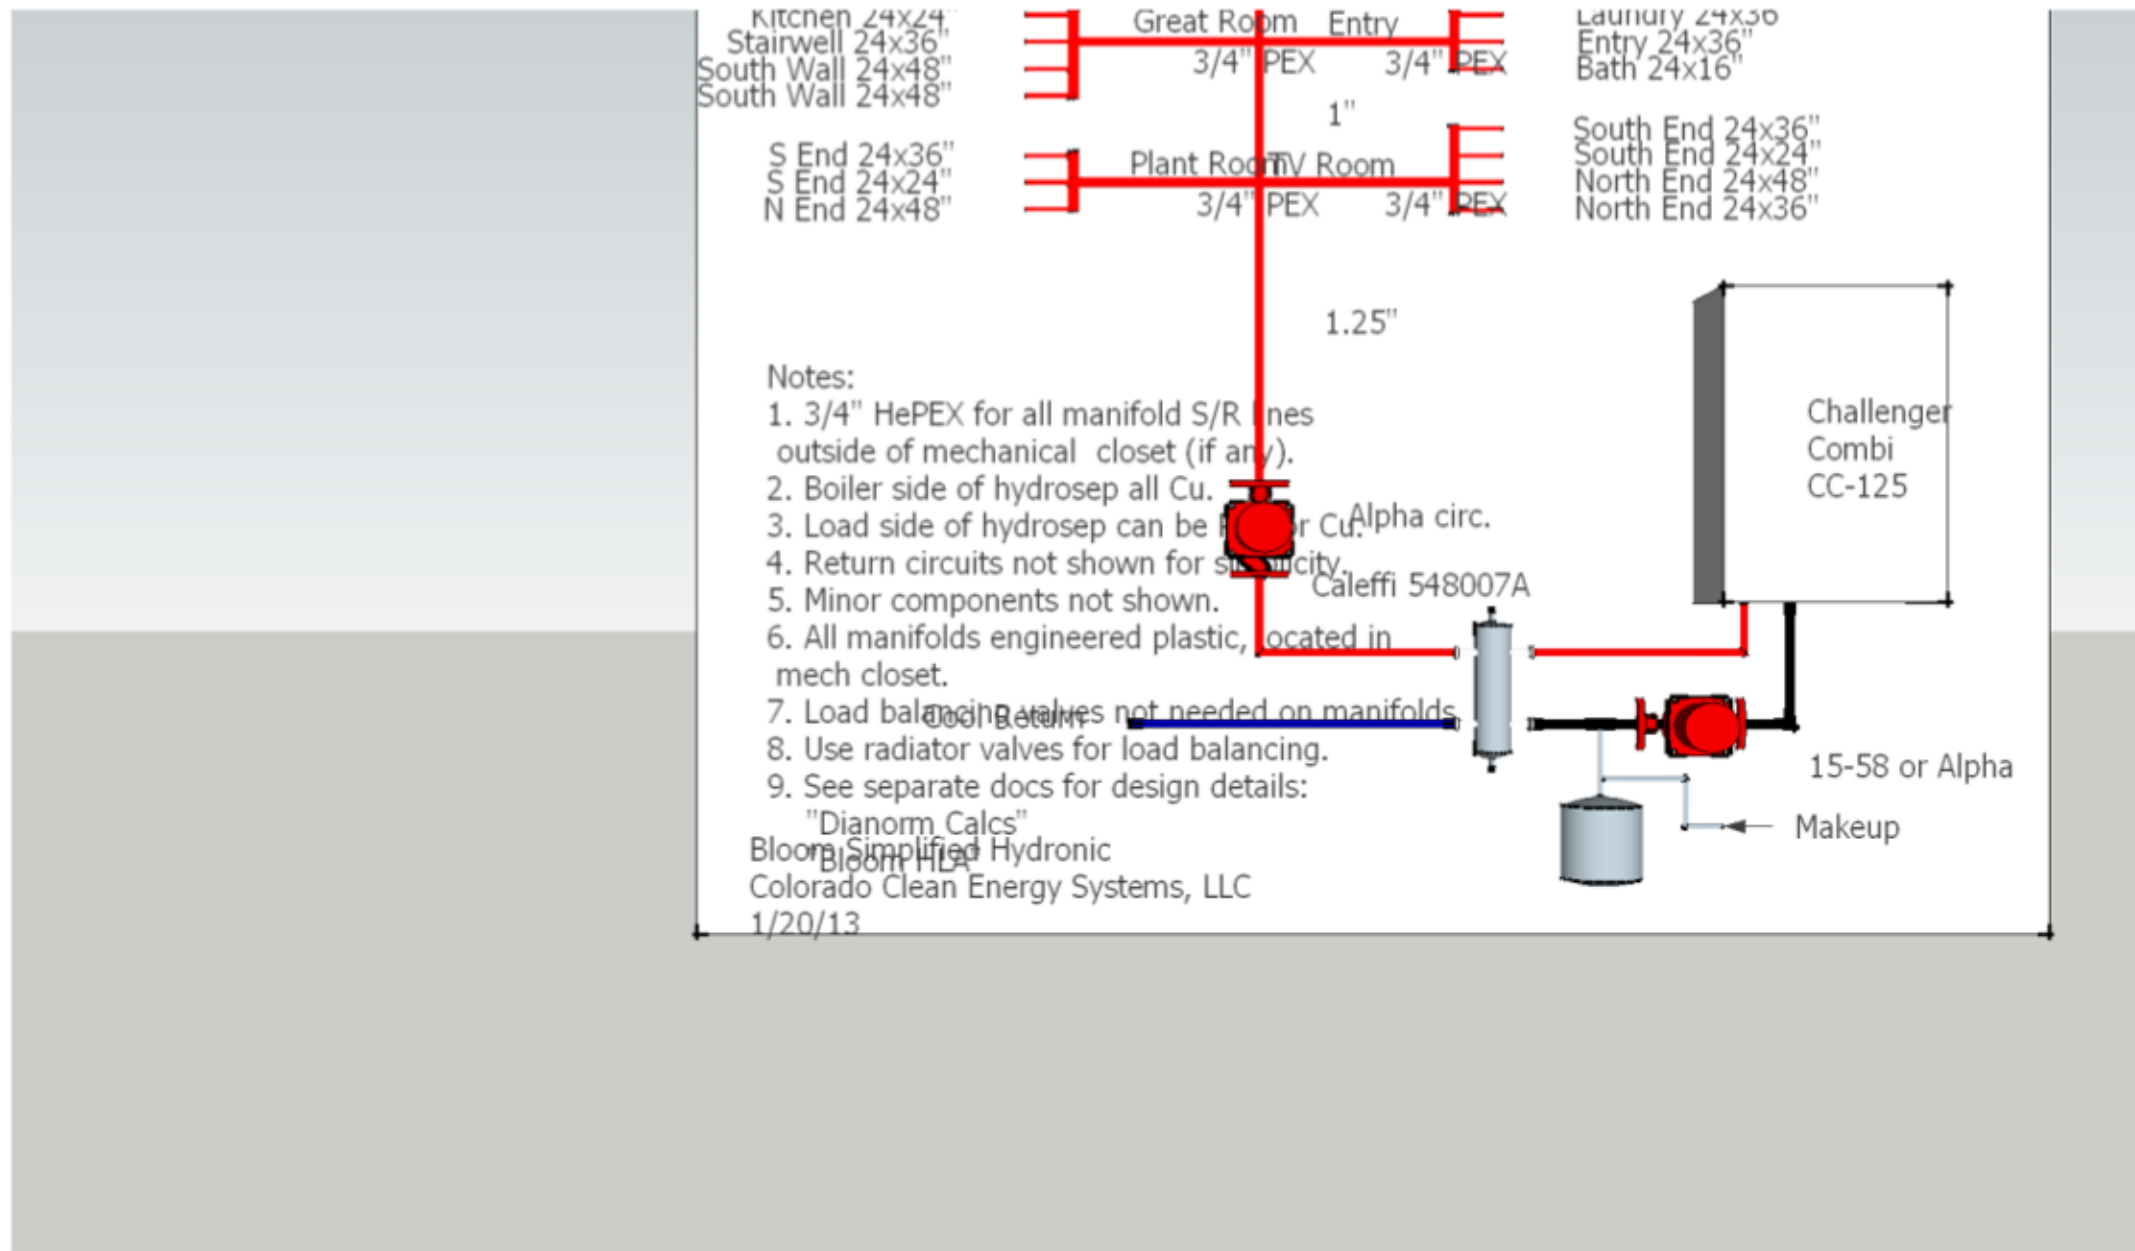 Kitchen 24x24"
Stairwell 24x36"
South Wall 24x48"
South Wall 24x48"
Great Room
Entry
3/4" PEX
3/4" PEX
Laundry 24x36
Entry 24x36"
Bath 24x16"
1"
S End 24x36"
S End 24x24"
N End 24x48"
Plant Room
TV Room
3/4" PEX
3/4" PEX
South End 24x36"
South End 24x24"
North End 24x48"
North End 24x36"
1.25"
Challenger
Combi
CC-125
Notes:
1. 3/4" HePEX for all manifold S/R lines
outside of mechanical closet (if any).
2. Boiler side of hydrosep all Cu.
3. Load side of hydrosep can be or Cu.
4. Return circuits not shown for simplicity.
5. Minor components not shown.
6. All manifolds engineered plastic, located in
mech closet.
7. Load balancing valves not needed on manifolds
8. Use radiator valves for load balancing.
9. See separate docs for design details:
"Dianorm Calcs"
"Bloom HLA"
Alpha circ.
Caleffi 548007A
Cool Return
15-58 or Alpha
Makeup
Bloom Simplified Hydronic
Colorado Clean Energy Systems, LLC
1/20/13